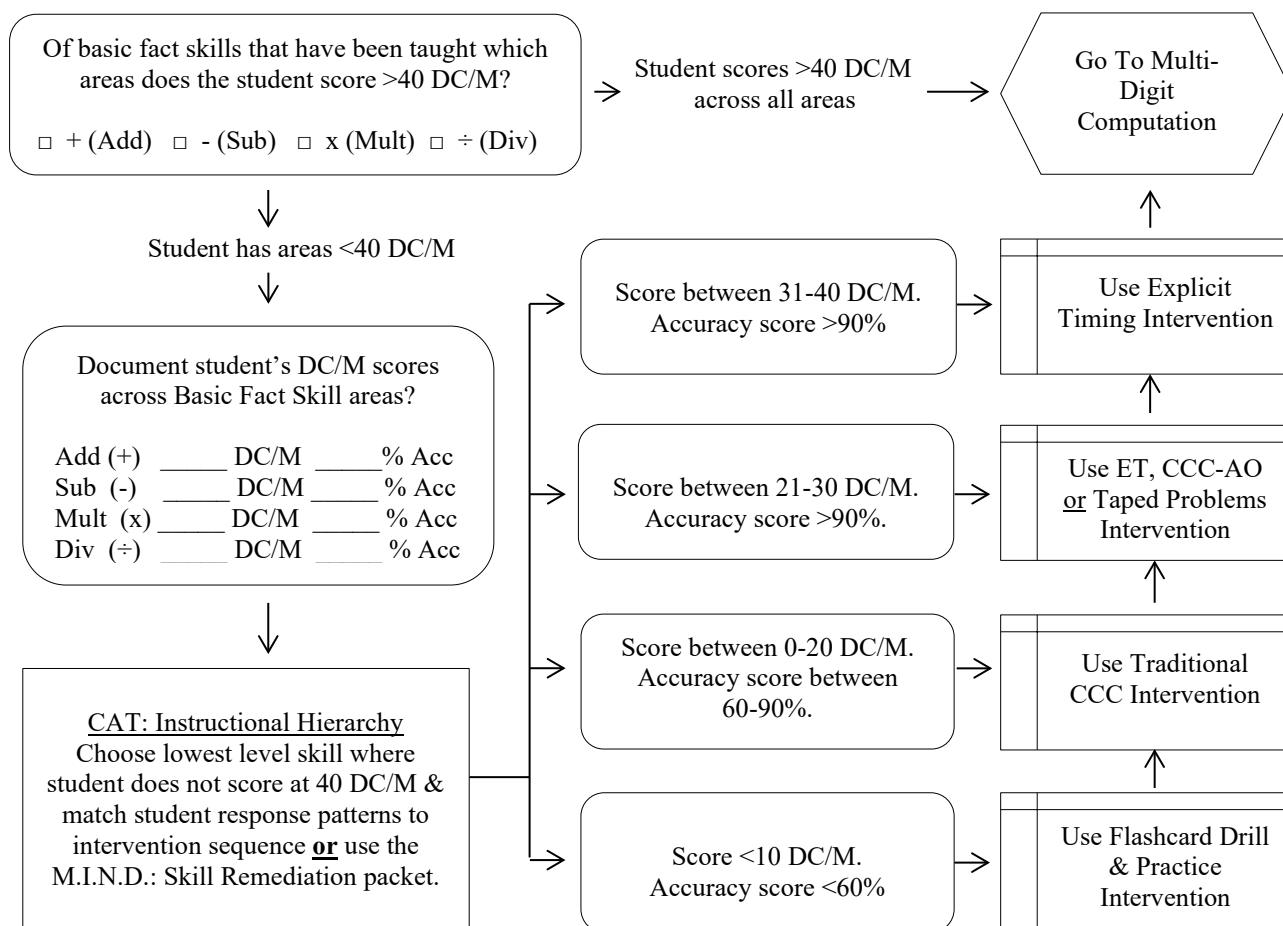 Of basic fact skills that have been taught which
areas does the student score >40 DC/M?
□ + (Add) □ - (Sub) □ x (Mult) □ ÷ (Div)
Student scores >40 DC/M
across all areas
Go To Multi-
Digit
Computation
Student has areas <40 DC/M
Document student’s DC/M scores
across Basic Fact Skill areas?
Add (+) _____ DC/M _____% Acc
Sub (-) _____ DC/M _____ % Acc
Mult (x) _____ DC/M _____ % Acc
Div (÷) _____ DC/M _____ % Acc
CAT: Instructional Hierarchy
Choose lowest level skill where
student does not score at 40 DC/M &
match student response patterns to
intervention sequence or use the
M.I.N.D.: Skill Remediation packet.
Score between 31-40 DC/M.
Accuracy score >90%
Use Explicit
Timing Intervention
Score between 21-30 DC/M.
Accuracy score >90%.
Use ET, CCC-AO
or Taped Problems
Intervention
Score between 0-20 DC/M.
Accuracy score between
60-90%.
Use Traditional
CCC Intervention
Score <10 DC/M.
Accuracy score <60%
Use Flashcard Drill
& Practice
Intervention